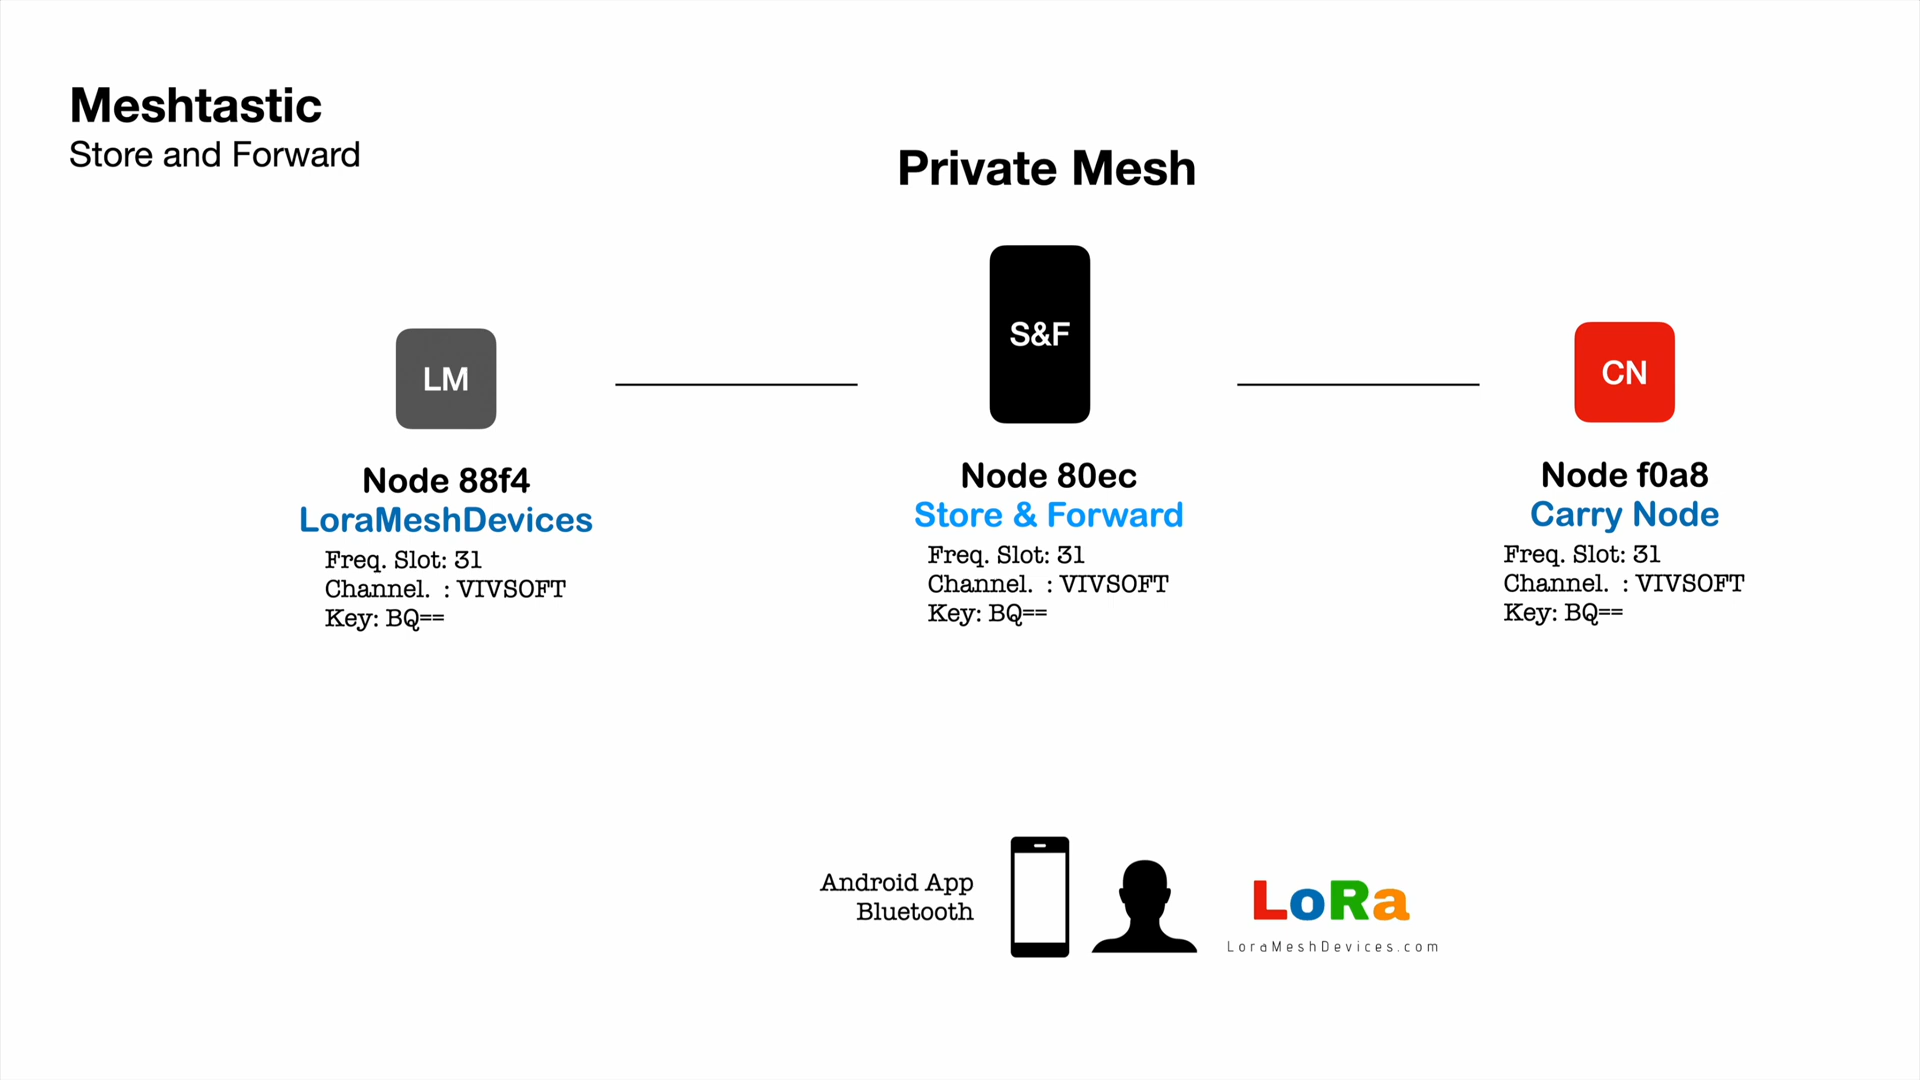 Meshtastic
Store and Forward
Private Mesh
LM
Node 88f4
LoraMeshDevices
Freq. Slot: 31
Channel. : VIVSOFT
Key: BQ==
S&F
Node 80ec
Store & Forward
Freq. Slot: 31
Channel. : VIVSOFT
Key: BQ==
CN
Node f0a8
Carry Node
Freq. Slot: 31
Channel. : VIVSOFT
Key: BQ==
Android App
Bluetooth
LoRa
LoraMeshDevices.com